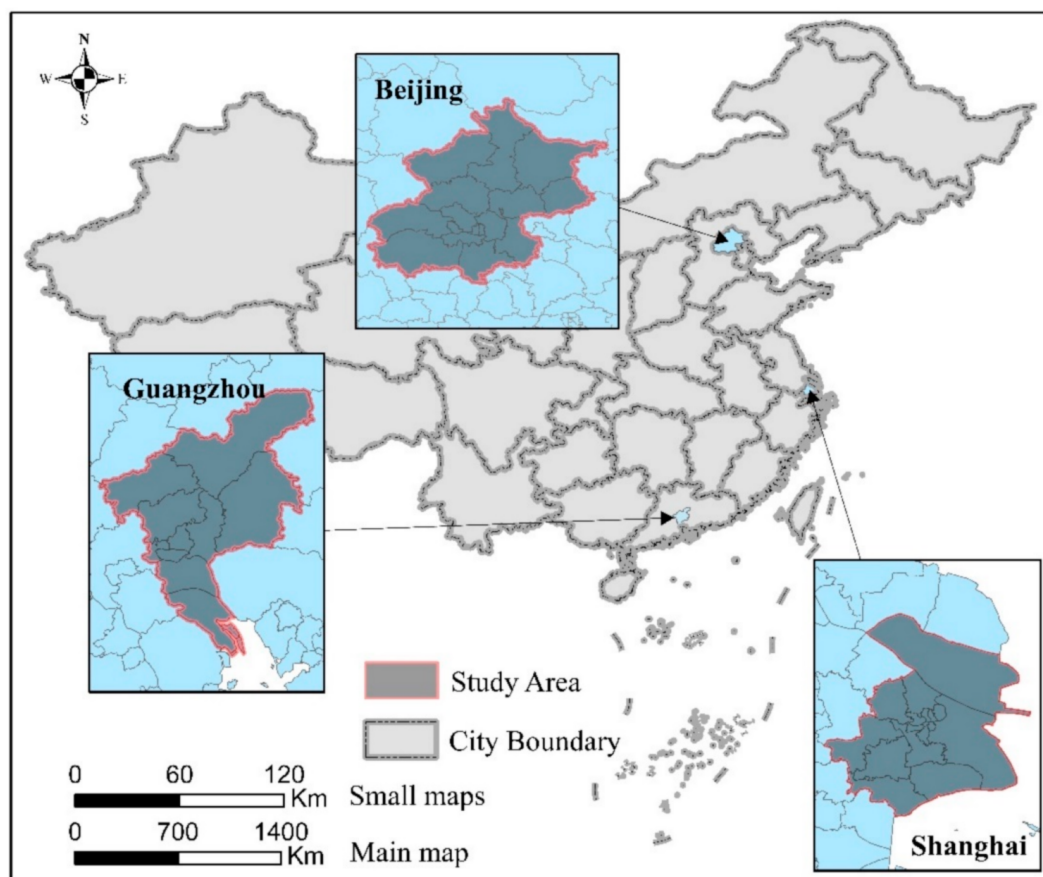 N
W E
S
Beijing
Guangzhou
Study Area
City Boundary
0 60 120
Km Small maps
0 700 1400
Km Main map
Shanghai